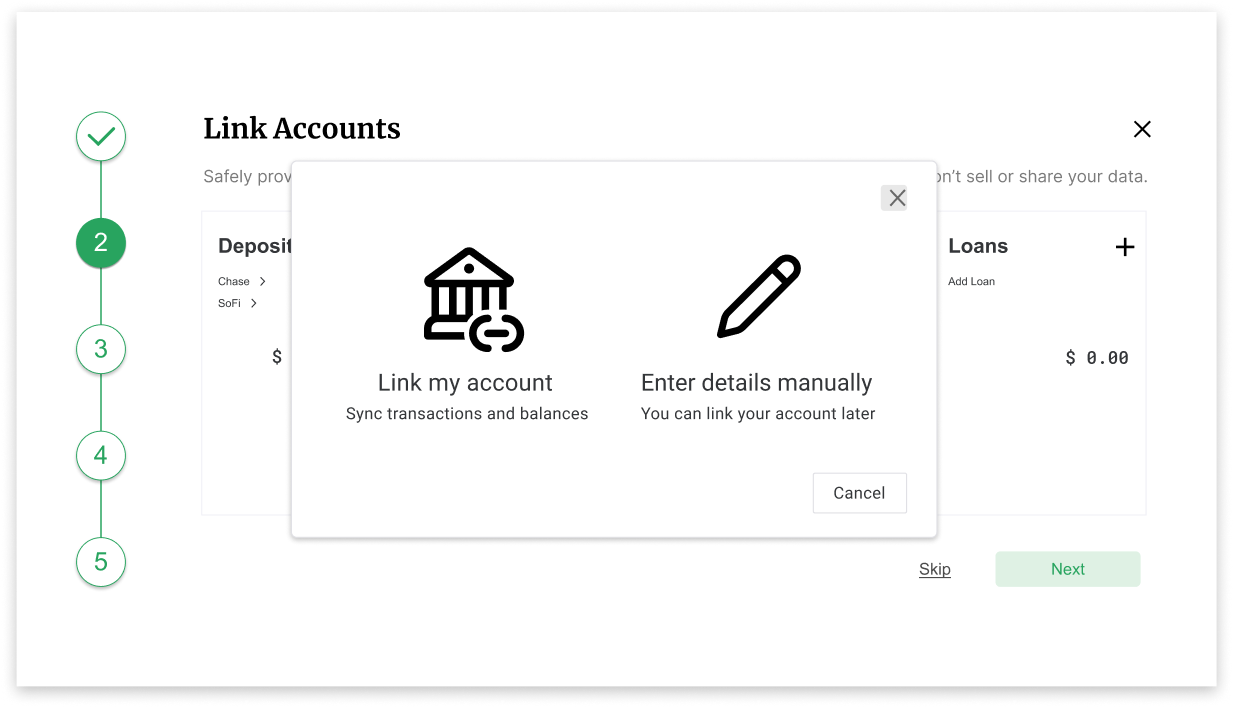 Link Accounts
Safely prov
on't sell or share your data.
2
3
4
5
Deposit
Chase
SoFi
$
Loans
Add Loan
$ 0.00
Link my account
Sync transactions and balances
Enter details manually
You can link your account later
Cancel
Skip
Next